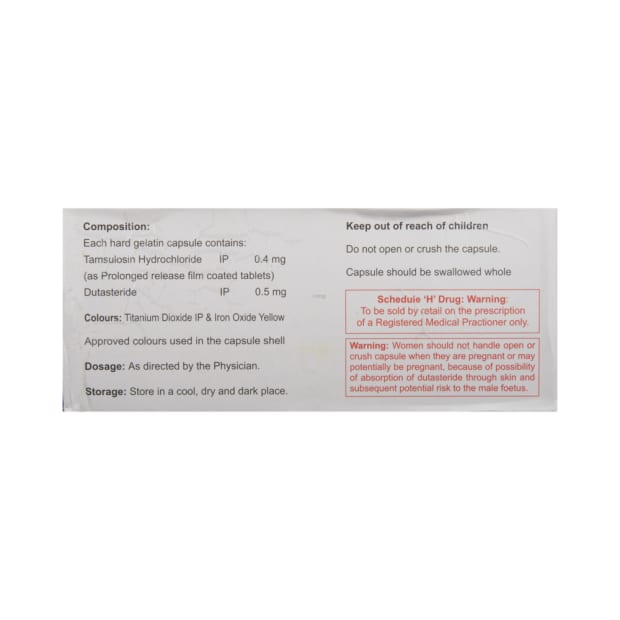 Composition:
Each hard gelatin capsule contains:
Tamsulosin Hydrochloride IP 0.4 mg
(as Prolonged release film coated tablets)
Dutasteride IP 0.5 mg
Colours: Titanium Dioxide IP & Iron Oxide Yellow
Approved colours used in the capsule shell
Dosage: As directed by the Physician.
Storage: Store in a cool, dry and dark place.
Keep out of reach of children
Do not open or crush the capsule.
Capsule should be swallowed whole
Scheduie ‘H’ Drug: Warning:
To be sold by retail on the prescription
of a Registered Medical Practioner only.
Warning: Women should not handle open or
crush capsule when they are pregnant or may
potentially be pregnant, because of possibility
of absorption of dutasteride through skin and
subsequent potential risk to the male foetus.